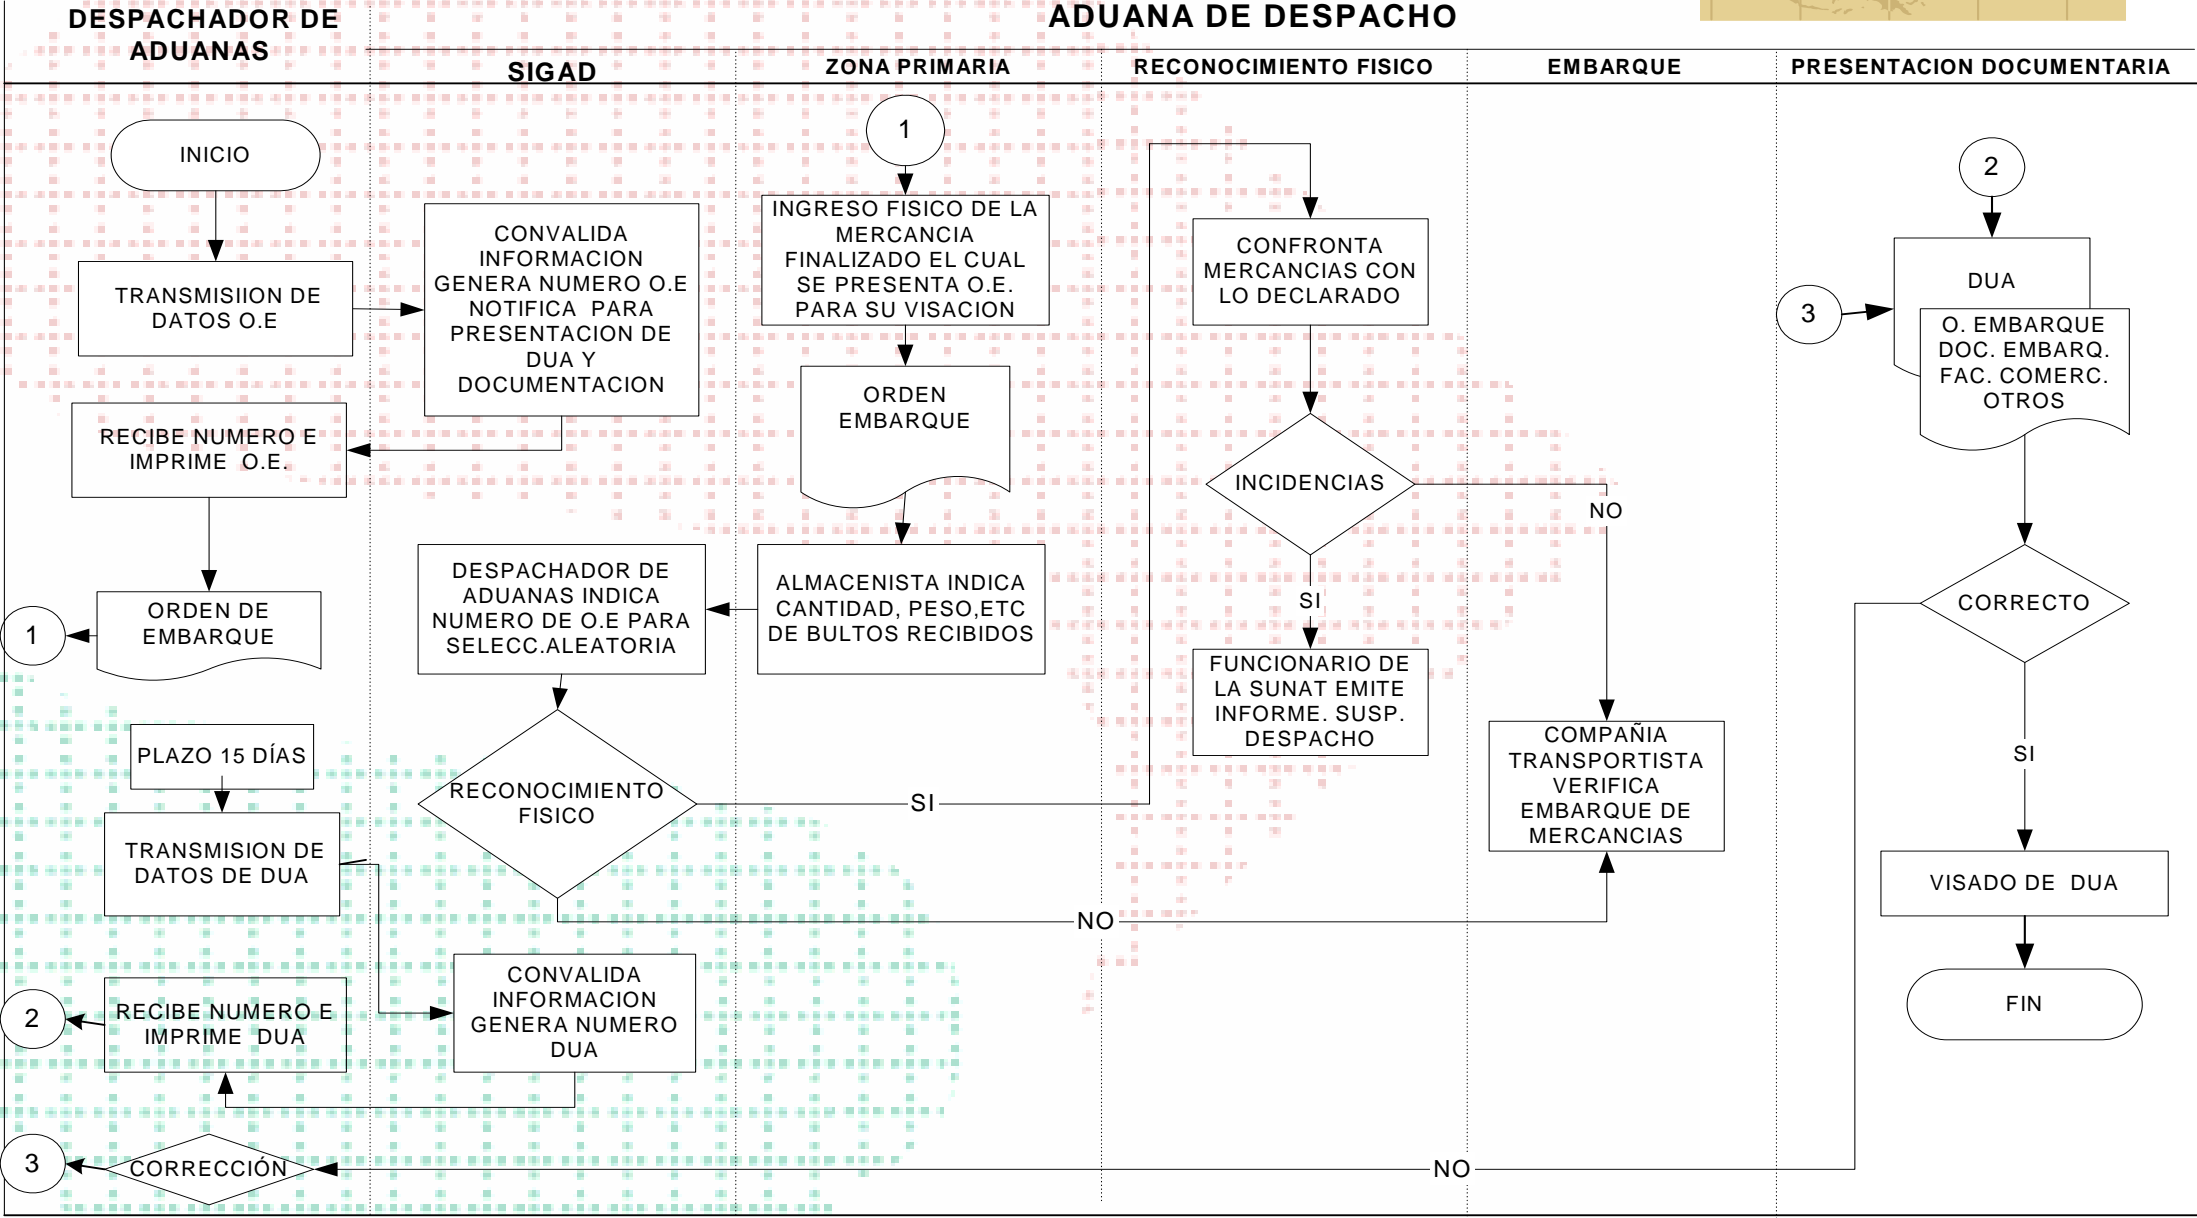 DESPACHADOR DE
ADUANAS
ADUANA DE DESPACHO
SIGAD
ZONA PRIMARIA
RECONOCIMIENTO FISICO
EMBARQUE
PRESENTACION DOCUMENTARIA
INICIO
TRANSMISIION DE
DATOS O.E
RECIBE NUMERO E
IMPRIME O.E.
ORDEN DE
EMBARQUE
1
PLAZO 15 DÍAS
TRANSMISION DE
DATOS DE DUA
RECIBE NUMERO E
IMPRIME DUA
2
CORRECCIÓN
3
CONVALIDA
INFORMACION
GENERA NUMERO O.E
NOTIFICA PARA
PRESENTACION DE
DUA Y
DOCUMENTACION
DESPACHADOR DE
ADUANAS INDICA
NUMERO DE O.E PARA
SELECC.ALEATORIA
RECONOCIMIENTO
FISICO
SI
NO
CONVALIDA
INFORMACION
GENERA NUMERO
DUA
1
INGRESO FISICO DE LA
MERCANCIA
FINALIZADO EL CUAL
SE PRESENTA O.E.
PARA SU VISACION
ORDEN
EMBARQUE
ALMACENISTA INDICA
CANTIDAD, PESO,ETC
DE BULTOS RECIBIDOS
CONFRONTA
MERCANCIAS CON
LO DECLARADO
INCIDENCIAS
NO
SI
FUNCIONARIO DE
LA SUNAT EMITE
INFORME. SUSP.
DESPACHO
COMPAÑIA
TRANSPORTISTA
VERIFICA
EMBARQUE DE
MERCANCIAS
2
DUA
3
O. EMBARQUE
DOC. EMBARQ.
FAC. COMERC.
OTROS
CORRECTO
SI
NO
VISADO DE DUA
FIN